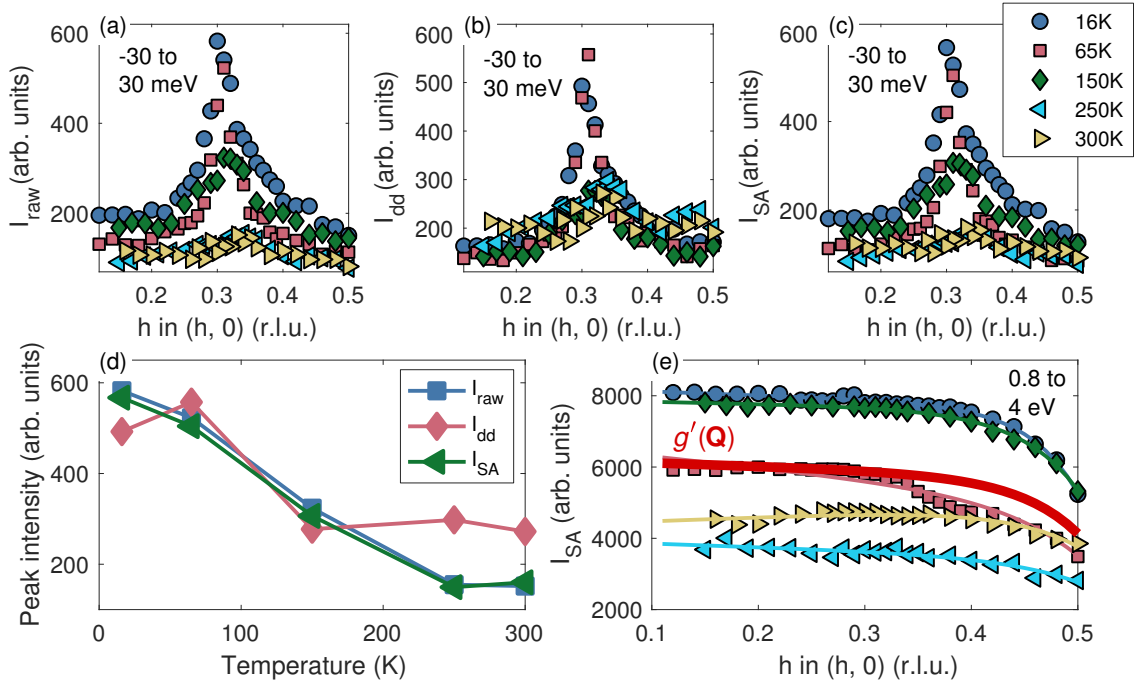 (a)
-30 to
30 meV
I_raw (arb. units)
600
400
200
0.2 0.3 0.4 0.5
h in (h, 0) (r.l.u.)
(b)
-30 to
30 meV
I_dd (arb. units)
600
500
400
300
200
0.2 0.3 0.4 0.5
h in (h, 0) (r.l.u.)
(c)
-30 to
30 meV
I_SA (arb. units)
600
400
200
0.2 0.3 0.4 0.5
h in (h, 0) (r.l.u.)
16K
65K
150K
250K
300K
(d)
Peak intensity (arb. units)
600
400
200
0 100 200 300
Temperature (K)
I_raw
I_dd
I_SA
(e)
0.8 to
4 eV
g′(Q)
I_SA (arb. units)
8000
6000
4000
2000
0.1 0.2 0.3 0.4 0.5
h in (h, 0) (r.l.u.)